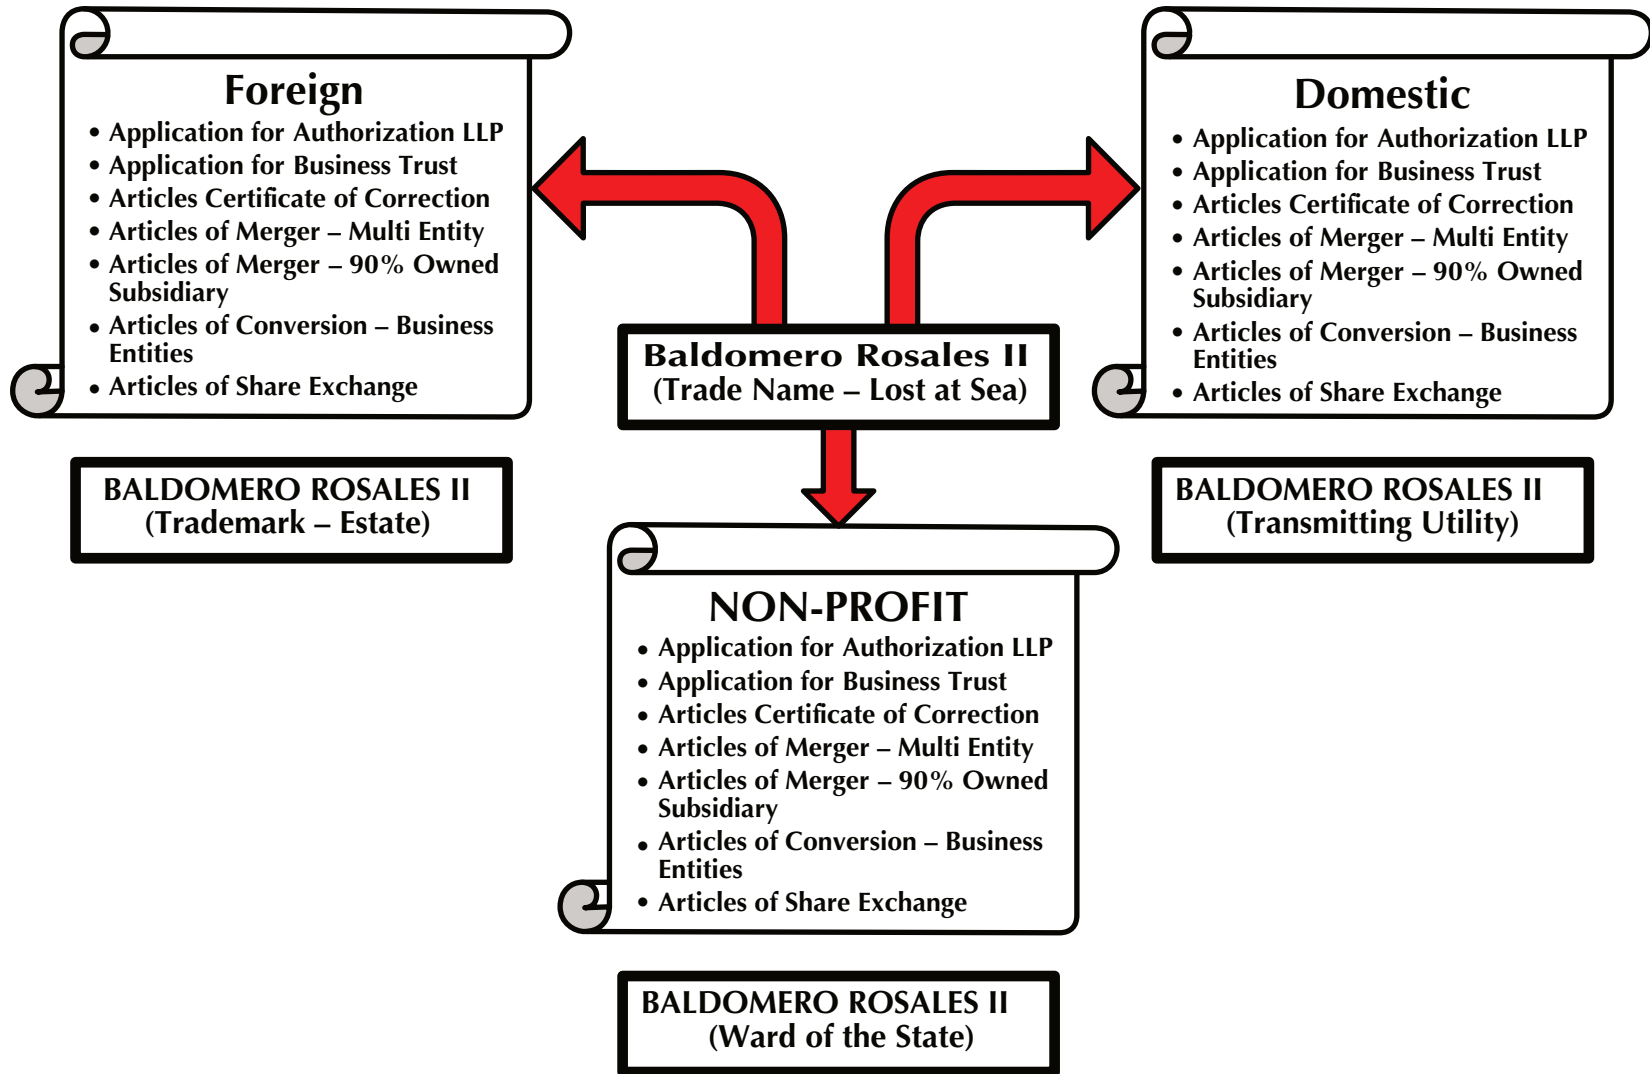 Foreign
• Application for Authorization LLP
• Application for Business Trust
• Articles Certificate of Correction
• Articles of Merger – Multi Entity
• Articles of Merger – 90% Owned
Subsidiary
• Articles of Conversion – Business
Entities
• Articles of Share Exchange
BALDOMERO ROSALES II
(Trademark – Estate)
Baldomero Rosales II
(Trade Name – Lost at Sea)
Domestic
• Application for Authorization LLP
• Application for Business Trust
• Articles Certificate of Correction
• Articles of Merger – Multi Entity
• Articles of Merger – 90% Owned
Subsidiary
• Articles of Conversion – Business
Entities
• Articles of Share Exchange
BALDOMERO ROSALES II
(Transmitting Utility)
NON-PROFIT
• Application for Authorization LLP
• Application for Business Trust
• Articles Certificate of Correction
• Articles of Merger – Multi Entity
• Articles of Merger – 90% Owned
Subsidiary
• Articles of Conversion – Business
Entities
• Articles of Share Exchange
BALDOMERO ROSALES II
(Ward of the State)